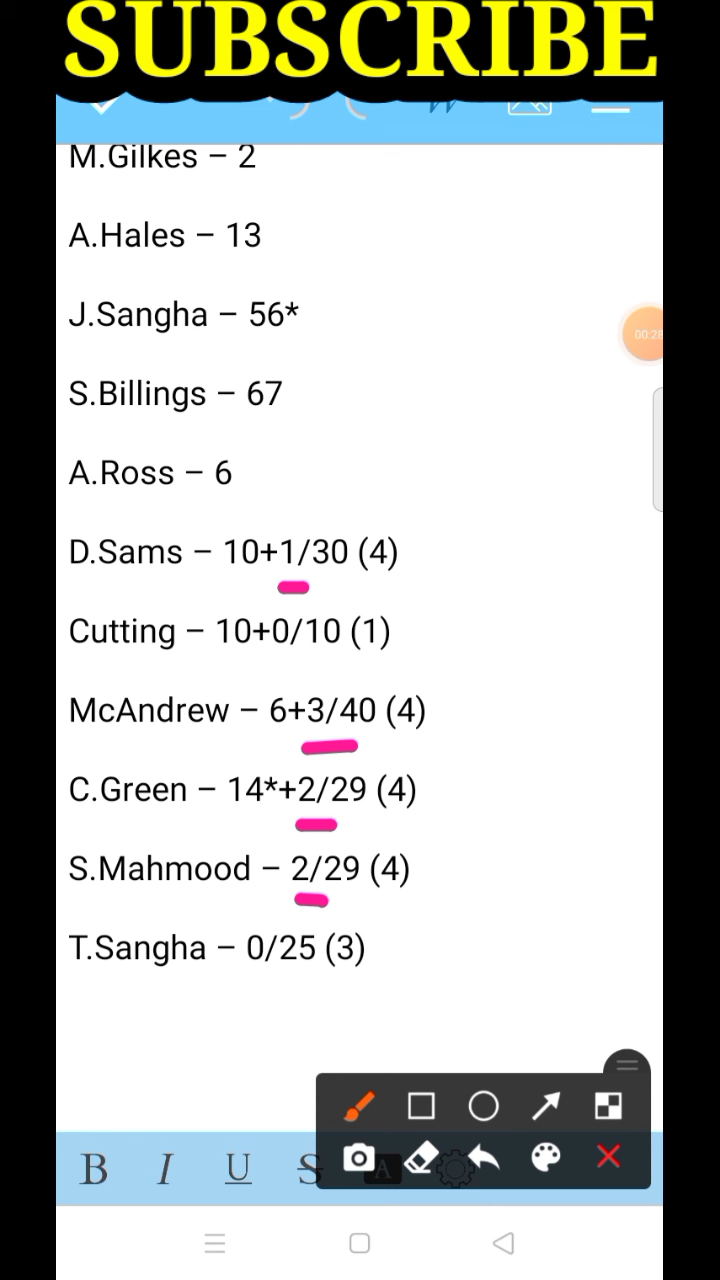 SUBSCRIBE
M.Gilkes – 2
A.Hales – 13
J.Sangha – 56*
00:28
S.Billings – 67
A.Ross – 6
D.Sams – 10+1/30 (4)
Cutting – 10+0/10 (1)
McAndrew – 6+3/40 (4)
C.Green – 14*+2/29 (4)
S.Mahmood – 2/29 (4)
T.Sangha – 0/25 (3)
B I U S A